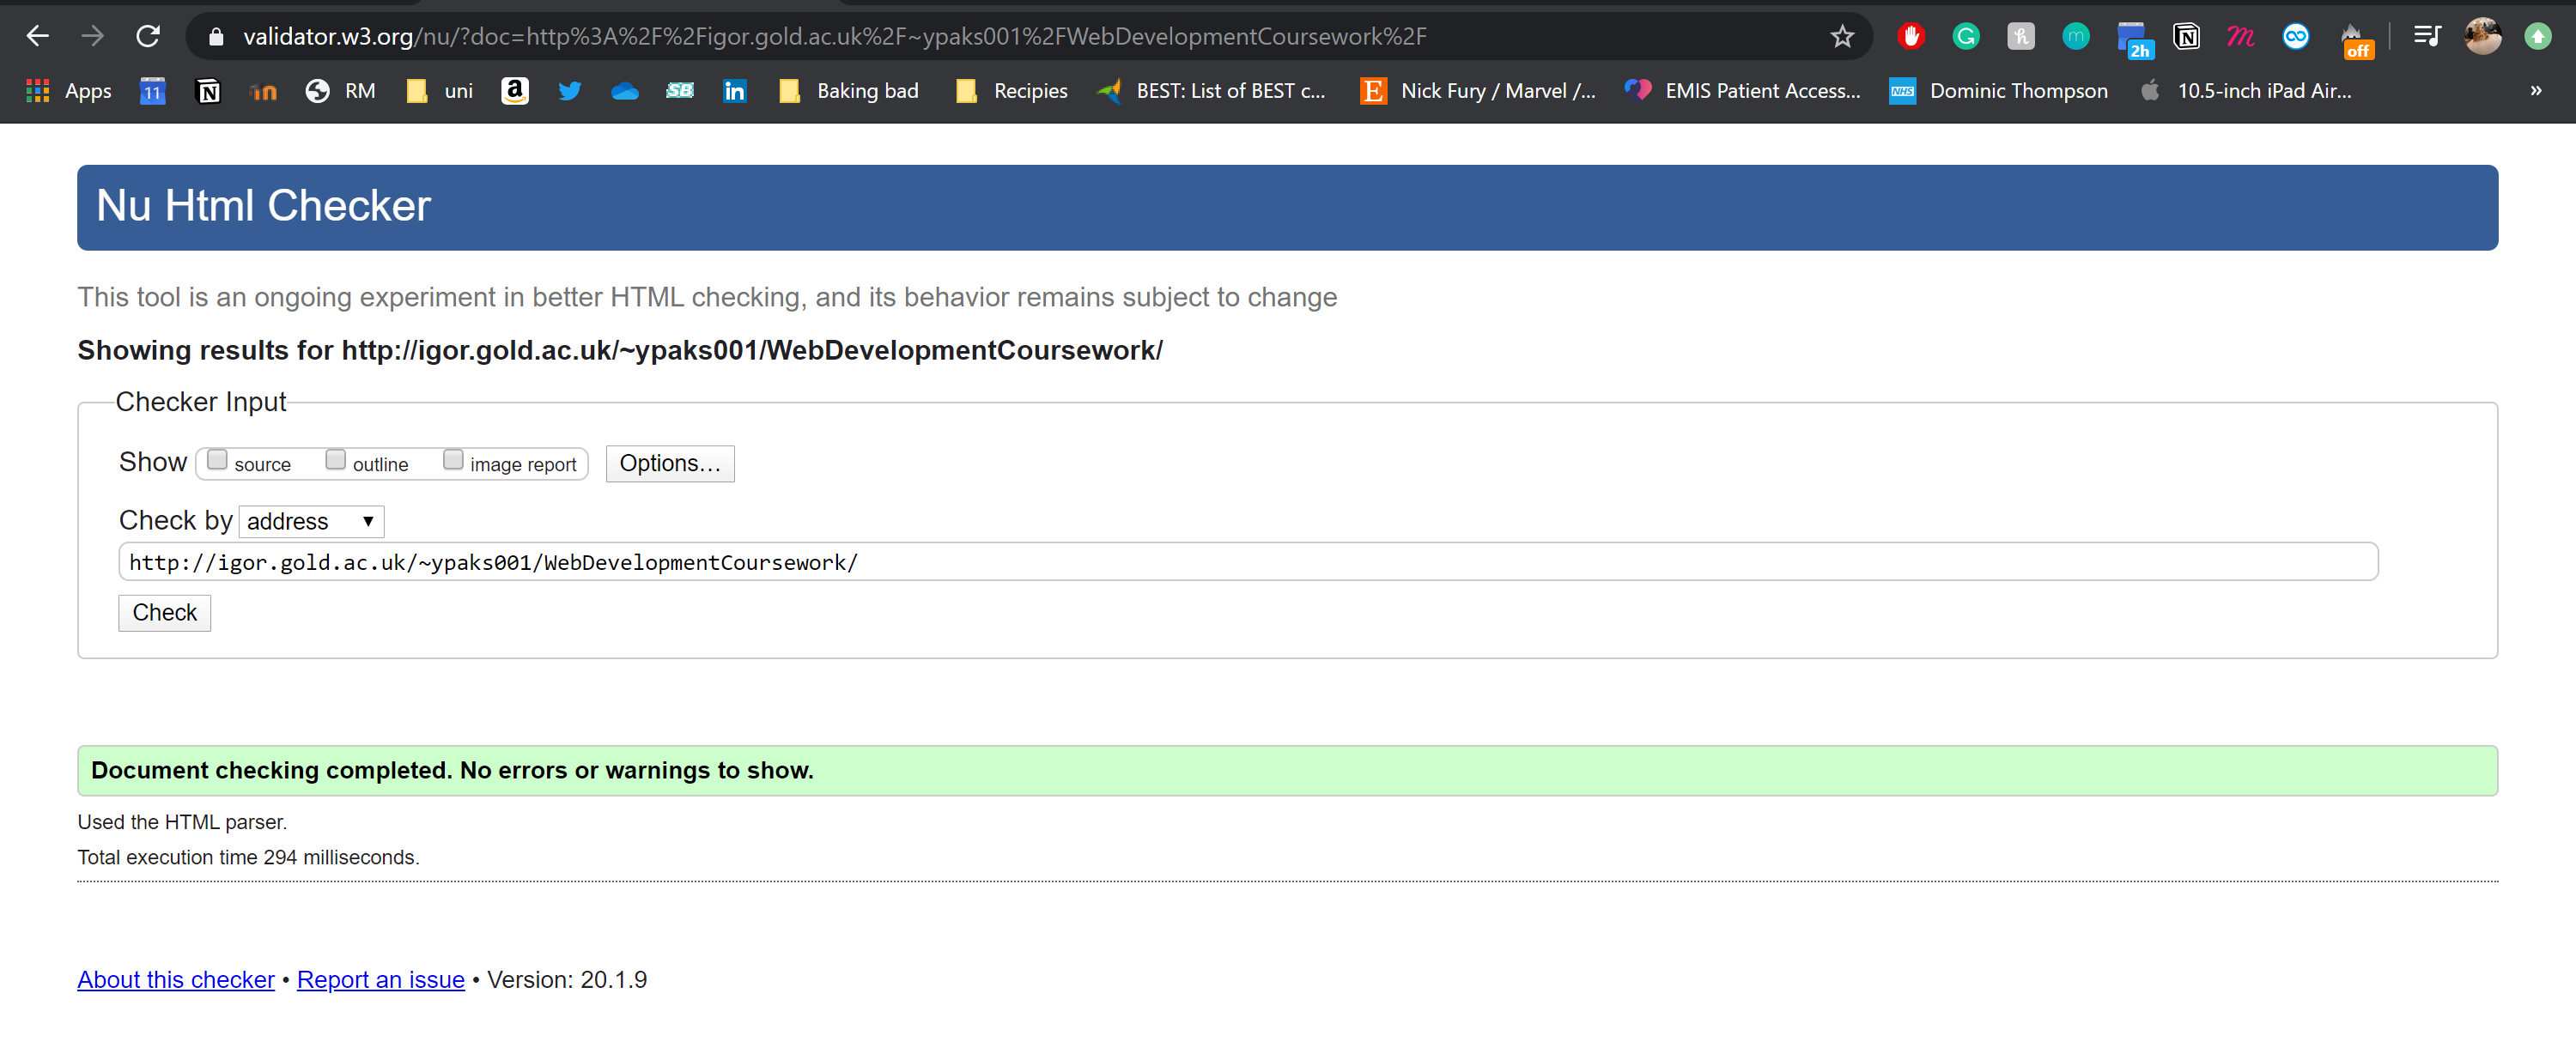 validator.w3.org/nu/?doc=http%3A%2F%2Figor.gold.ac.uk%2F~ypaks001%2FWebDevelopmentCoursework%2F
2h
off
Apps 11 N in RM uni a SB in Baking bad Recipies BEST: List of BEST c... E Nick Fury / Marvel /... EMIS Patient Access... NHS Dominic Thompson 10.5-inch iPad Air... »
Nu Html Checker
This tool is an ongoing experiment in better HTML checking, and its behavior remains subject to change
Showing results for http://igor.gold.ac.uk/~ypaks001/WebDevelopmentCoursework/
Checker Input
Show source outline image report Options...
Check by address
http://igor.gold.ac.uk/~ypaks001/WebDevelopmentCoursework/
Check
Document checking completed. No errors or warnings to show.
Used the HTML parser.
Total execution time 294 milliseconds.
About this checker • Report an issue • Version: 20.1.9